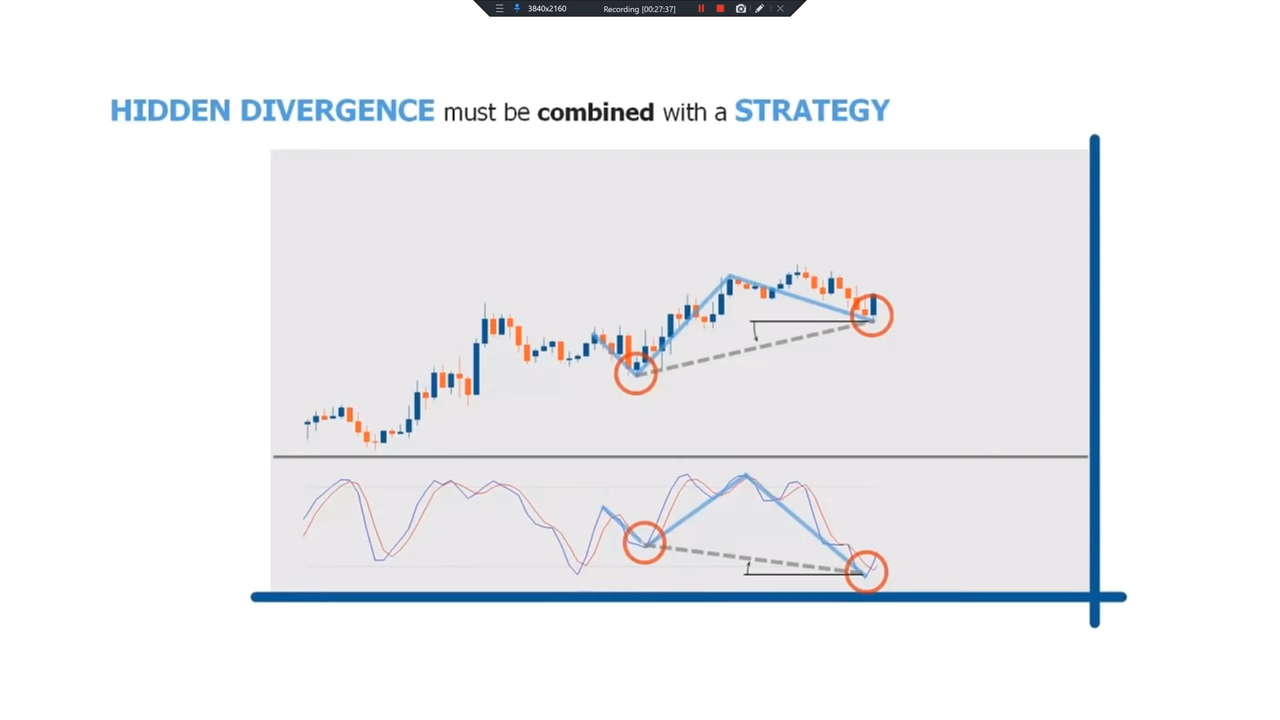 3840x2160 Recording [00:27:37]
HIDDEN DIVERGENCE must be combined with a STRATEGY